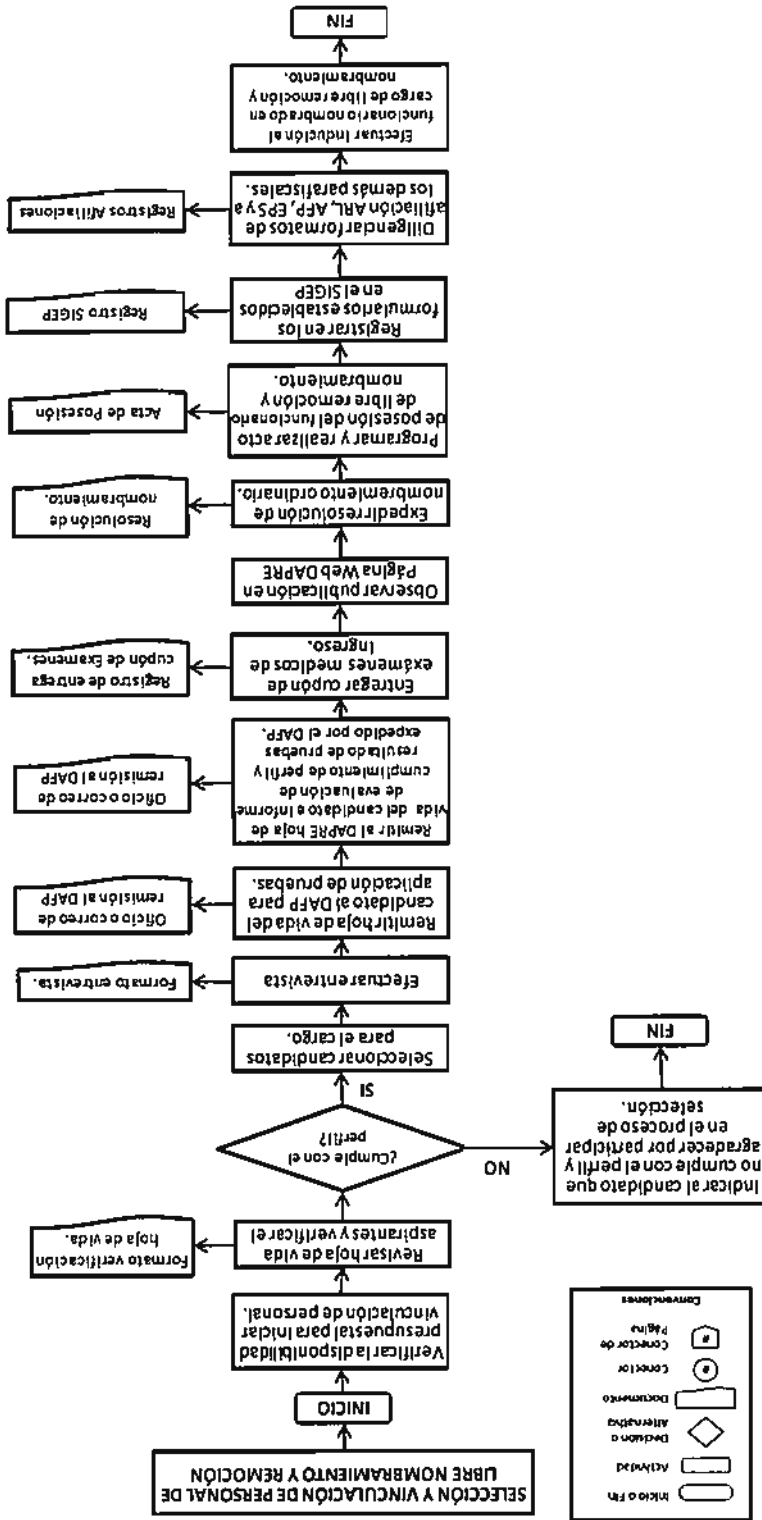 SELECCIÓN Y VINCULACIÓN DE PERSONAL DE
LIBRE NOMBRAMIENTO Y REMOCIÓN
INICIO
Verificar la disponibilidad
presupuestal para iniciar
vinculación de personal.
Revisar hoja de vida
aspirantes y verificar el
Formato verificación
hoja de vida.
¿Cumple con el
perfil?
NO
Indicar al candidato que
no cumple con el perfil y
agradecer por participar
en el proceso de
selección.
FIN
SI
Seleccionar candidatos
para el cargo.
Efectuar entrevista
Formato entrevista.
Remitir hoja de vida del
candidato al DAFP para
aplicación de pruebas.
Oficio o correo de
remisión al DAFP
Remitir al DAPRE hoja de
vida del candidato e informe
de evaluación de
cumplimiento de perfil y
resultado de pruebas
expedido por el DAFP.
Oficio o correo de
remisión al DAFP
Entregar cupón de
exámenes medicos de
Ingreso.
Registro de entrega
cupón de Exámenes.
Observar publicación en
Página Web DAPRE
Expedir resolución de
nombremiento ordinario.
Resolución de
nombramiento.
Programar y realizar acto
de posesión del funcionario
de libre remoción y
nombramiento.
Acta de Posesión
Registrar en los
formularios establecidos
en el SIGEP
Registro SIGEP
Dilligenciar formatos de
afiliación ARL, AFP, EPS y a
los demás parafiscales.
Registros Afiliaciones
Efectuar Indución al
funcionario nombrado en
cargo de libre remoción y
nombramiento.
FIN
Inicio o Fin
Actividad
Decisión o
Alternativa
Documento
Conector
Conector de
Página
Convenciones